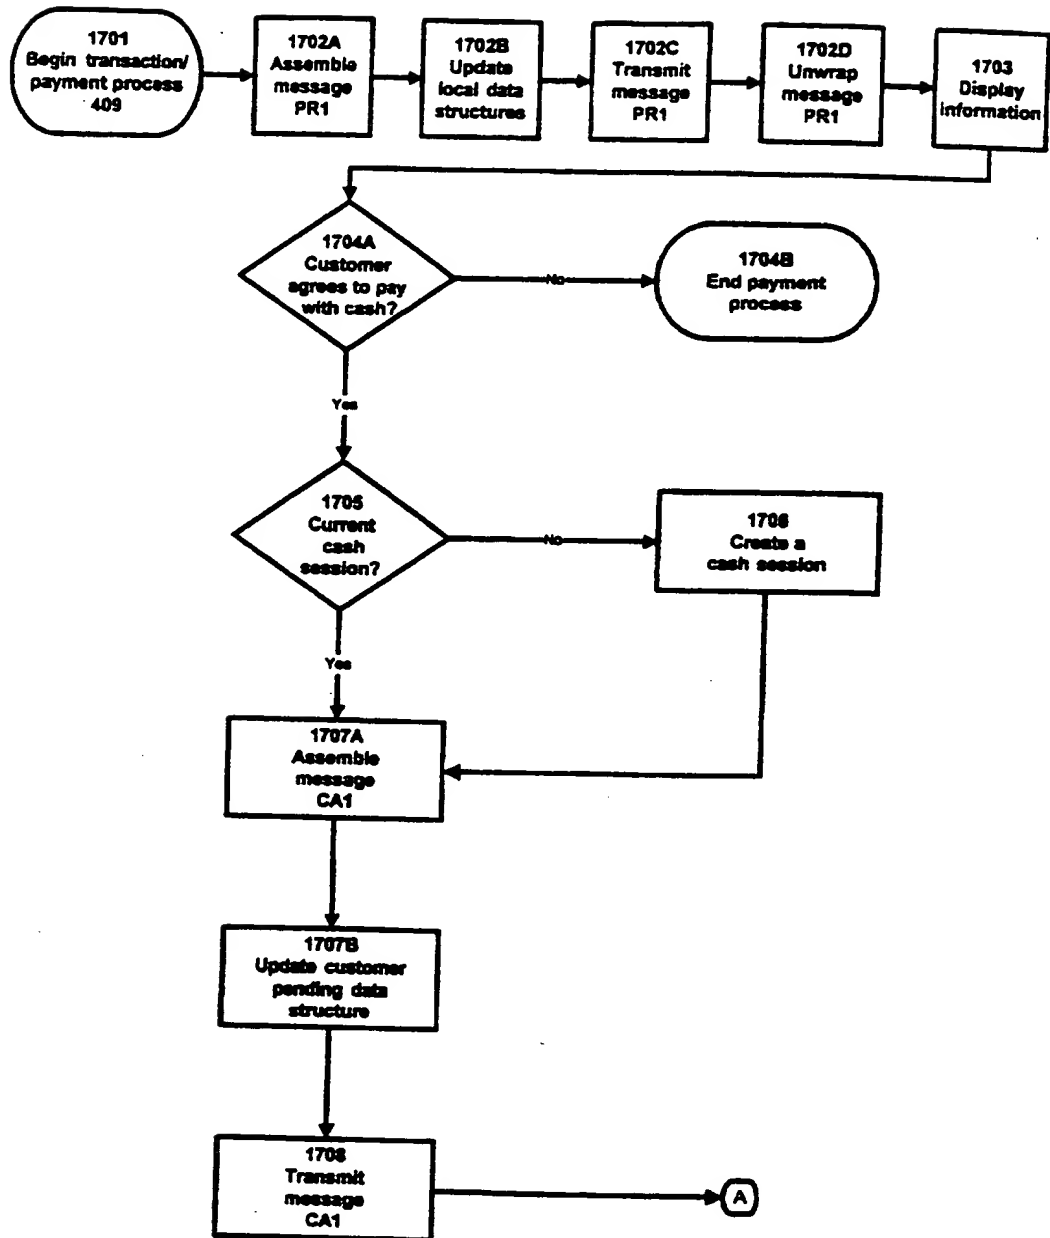 1701
Begin transaction/
payment process
409
1702A
Assemble
message
PR1
1702B
Update
local data
structures
1702C
Transmit
message
PR1
1702D
Unwrap
message
PR1
1703
Display
information
1704A
Customer
agrees to pay
with cash?
No
1704B
End payment
process
Yes
1705
Current
cash
session?
No
1706
Create a
cash session
Yes
1707A
Assemble
message
CA1
1707B
Update customer
pending data
structure
1708
Transmit
message
CA1
A